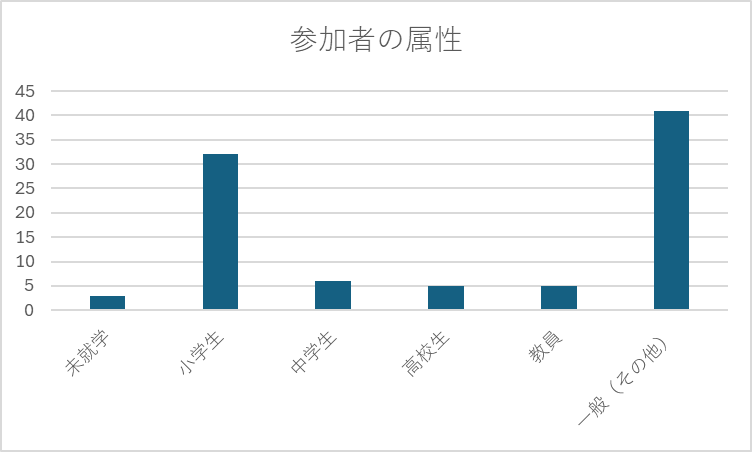 参加者の属性
45
40
35
30
25
20
15
10
5
0
未就学
小学生
中学生
高校生
教員
一般（その他）